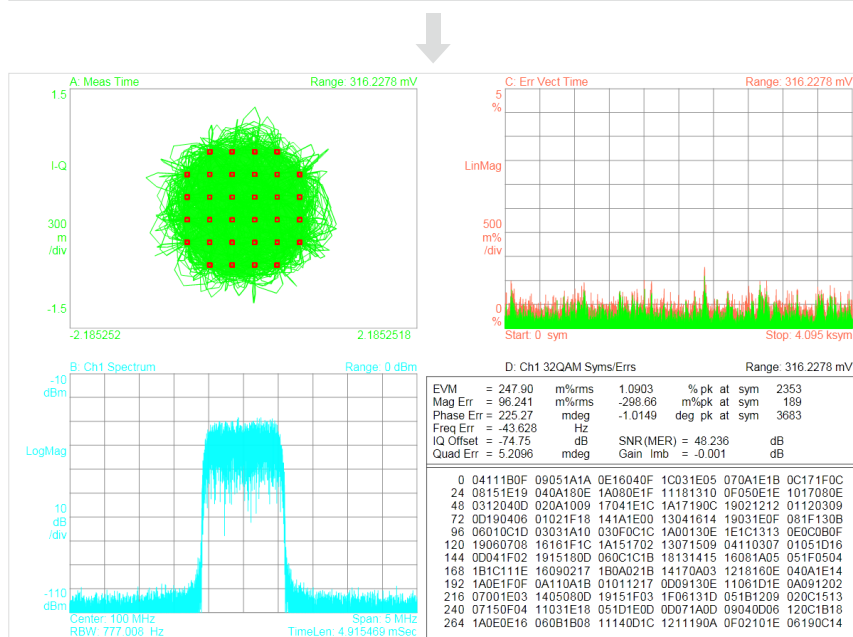 A: Meas Time Range: 316.2278 mV
1.5
I-Q
300
m
/div
-1.5
-2.185252 2.1852518
C: Err Vect Time Range: 316.2278 mV
5
%
LinMag
500
m%
/div
0
%
Start: 0 sym Stop: 4.095 ksym
B: Ch1 Spectrum Range: 0 dBm
-10
dBm
LogMag
10
dB
/div
-110
dBm
Center: 100 MHz Span: 5 MHz
RBW: 777.008 Hz TimeLen: 4.915469 mSec
D: Ch1 32QAM Syms/Errs Range: 316.2278 mV
EVM = 247.90 m%rms 1.0903 % pk at sym 2353
Mag Err = 96.241 m%rms -298.66 m%pk at sym 189
Phase Err = 225.27 mdeg -1.0149 deg pk at sym 3683
Freq Err = -43.628 Hz
IQ Offset = -74.75 dB SNR(MER) = 48.236 dB
Quad Err = 5.2096 mdeg Gain Imb = -0.001 dB
0 04111B0F 09051A1A 0E16040F 1C031E05 070A1E1B 0C171F0C
24 08151E19 040A180E 1A080E1F 11181310 0F050E1E 1017080E
48 0312040D 020A1009 17041E1C 1A17190C 19021212 01120309
72 0D190406 01021F18 141A1E00 13041614 19031E0F 081F130B
96 06010C1D 03031A10 030F0C1C 1A00130E 1E1C1313 0E0C0B0F
120 19060708 16161F1C 1A151702 13071509 04110307 01051D16
144 0D041F02 1915180D 060C1C1B 18131415 16081A05 051F0504
168 1B1C111E 16090217 1B0A021B 14170A03 1218160E 040A1E14
192 1A0E1F0F 0A110A1B 01011217 0D09130E 11061D1E 0A091202
216 07001E03 1405080D 19151F03 1F06131D 051B1209 020C1513
240 07150F04 11031E18 051D1E0D 0D071A0D 09040D06 120C1B18
264 1A0E0E16 060B1B08 11140D1C 1211190A 0F02101E 06190C14